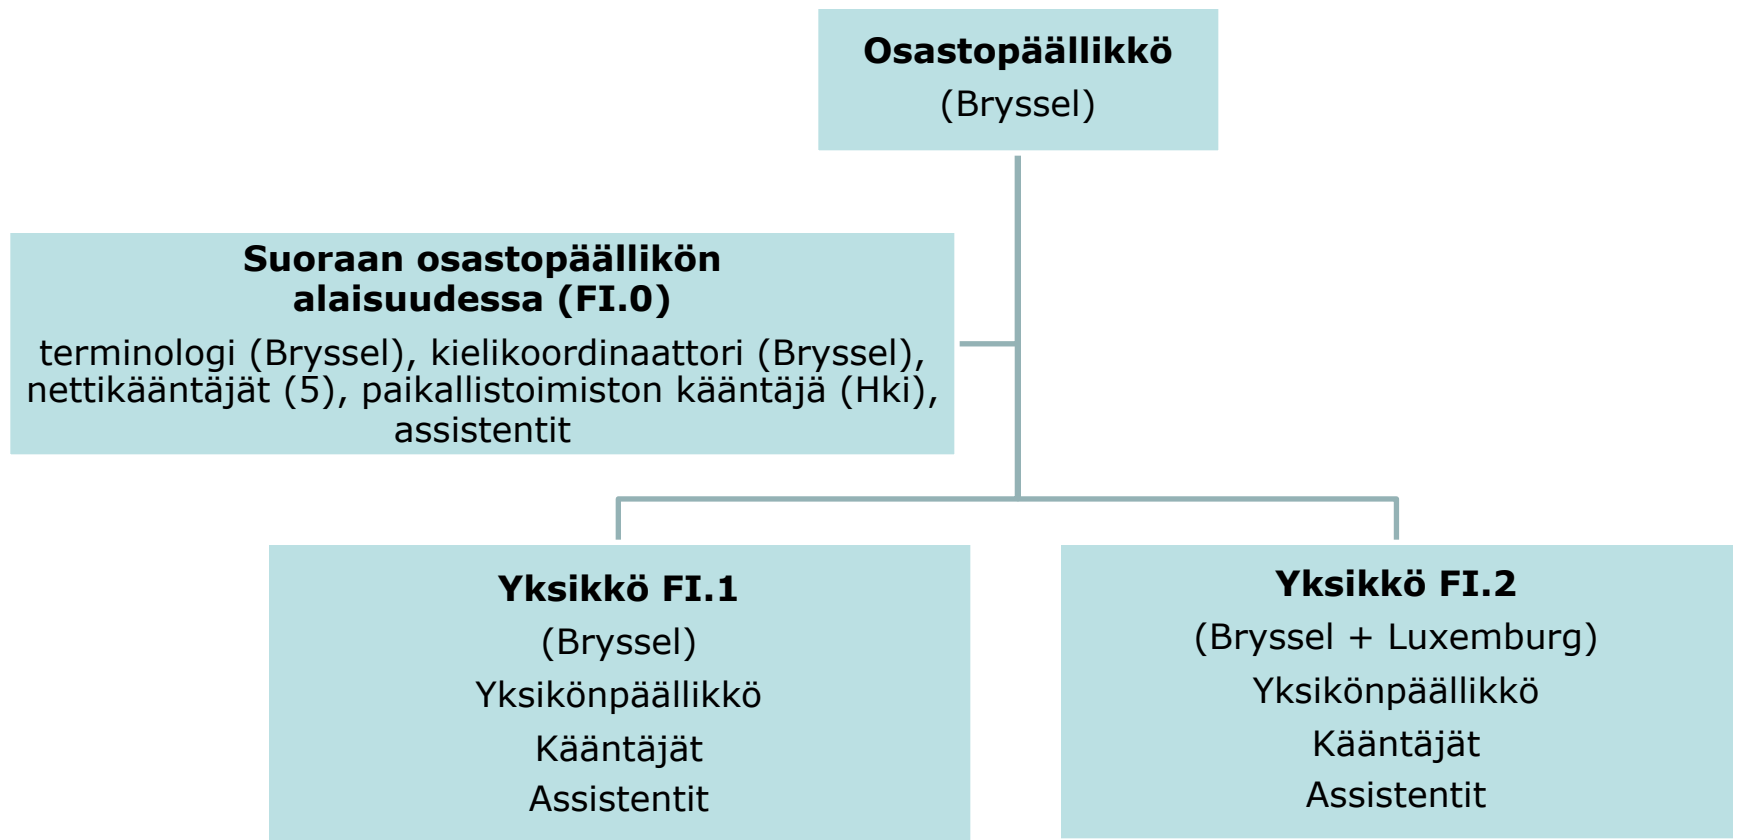 Osastopäällikkö
(Bryssel)
Suoraan osastopäällikön
alaisuudessa (FI.0)
terminologi (Bryssel), kielikoordinaattori (Bryssel),
nettikääntäjät (5), paikallistoimiston kääntäjä (Hki),
assistentit
Yksikkö FI.1
(Bryssel)
Yksikönpäällikkö
Kääntäjät
Assistentit
Yksikkö FI.2
(Bryssel + Luxemburg)
Yksikönpäällikkö
Kääntäjät
Assistentit